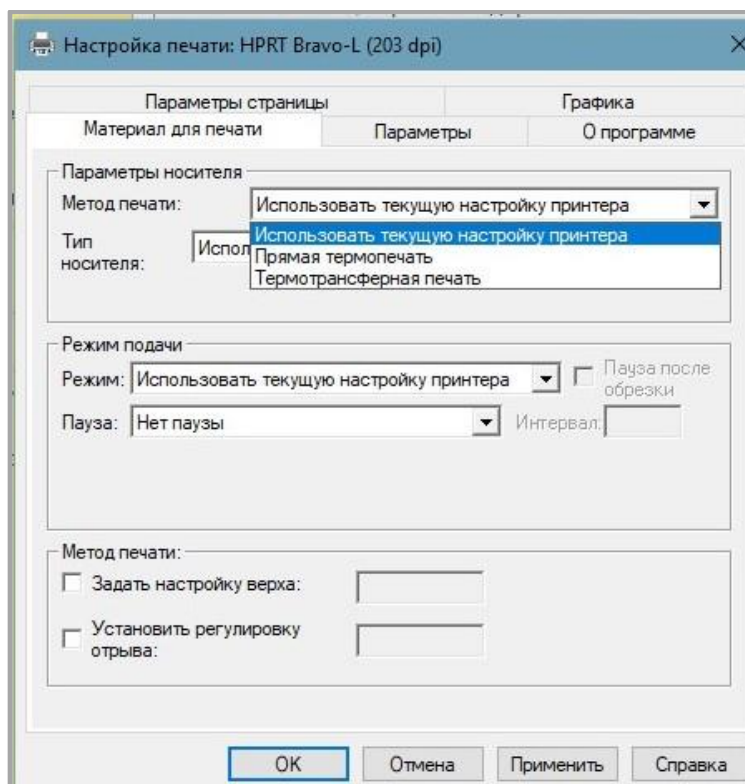 Настройка печати: HPRT Bravo-L (203 dpi)
Параметры страницы
Графика
Материал для печати
Параметры
О программе
Параметры носителя
Метод печати:
Использовать текущую настройку принтера
Использовать текущую настройку принтера
Прямая термопечать
Термотрансферная печать
Тип
носителя:
Режим подачи
Режим:
Использовать текущую настройку принтера
Пауза после
обрезки
Пауза:
Нет паузы
Интервал:
Метод печати:
Задать настройку верха:
Установить регулировку
отрыва:
OK
Отмена
Применить
Справка